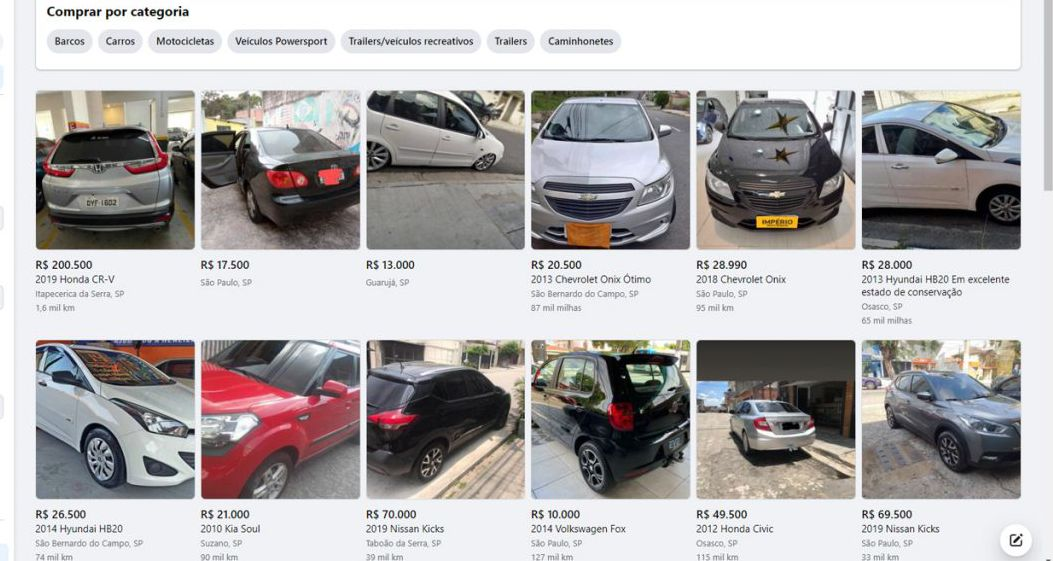 Comprar por categoria
Barcos
Carros
Motocicletas
Veículos Powersport
Trailers/veículos recreativos
Trailers
Caminhonetes
IMPÉRIO
R$ 200.500
2019 Honda CR-V
Itapecerica da Serra, SP
1,6 mil km
R$ 17.500
São Paulo, SP
R$ 13.000
Guarujá, SP
R$ 20.500
2013 Chevrolet Onix Ótimo
São Bernardo do Campo, SP
87 mil milhas
R$ 28.990
2018 Chevrolet Onix
São Paulo, SP
95 mil km
R$ 28.000
2013 Hyundai HB20 Em excelente
estado de conservação
Osasco, SP
65 mil milhas
R$ 26.500
2014 Hyundai HB20
São Bernardo do Campo, SP
74 mil km
R$ 21.000
2010 Kia Soul
Suzano, SP
90 mil km
R$ 70.000
2019 Nissan Kicks
Taboão da Serra, SP
39 mil km
R$ 10.000
2014 Volkswagen Fox
São Paulo, SP
127 mil km
R$ 49.500
2012 Honda Civic
Osasco, SP
115 mil km
R$ 69.500
2019 Nissan Kicks
São Paulo, SP
33 mil km